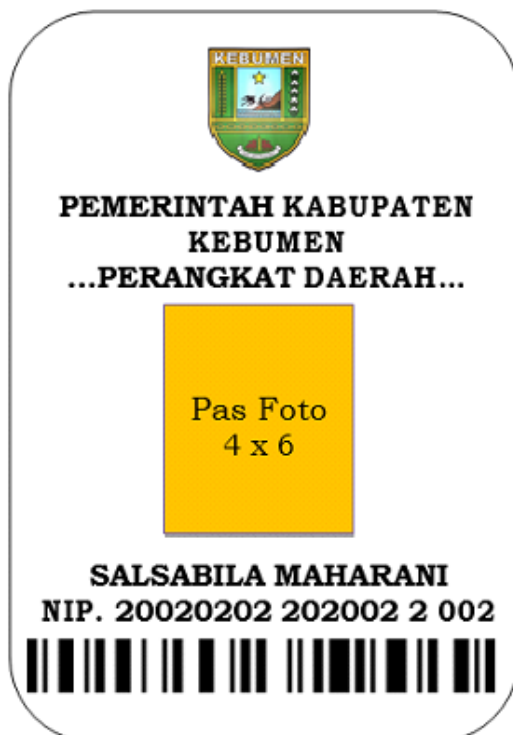 KEBUMEN
PEMERINTAH KABUPATEN
KEBUMEN
...PERANGKAT DAERAH...
Pas Foto
4 x 6
SALSABILA MAHARANI
NIP. 20020202 202002 2 002